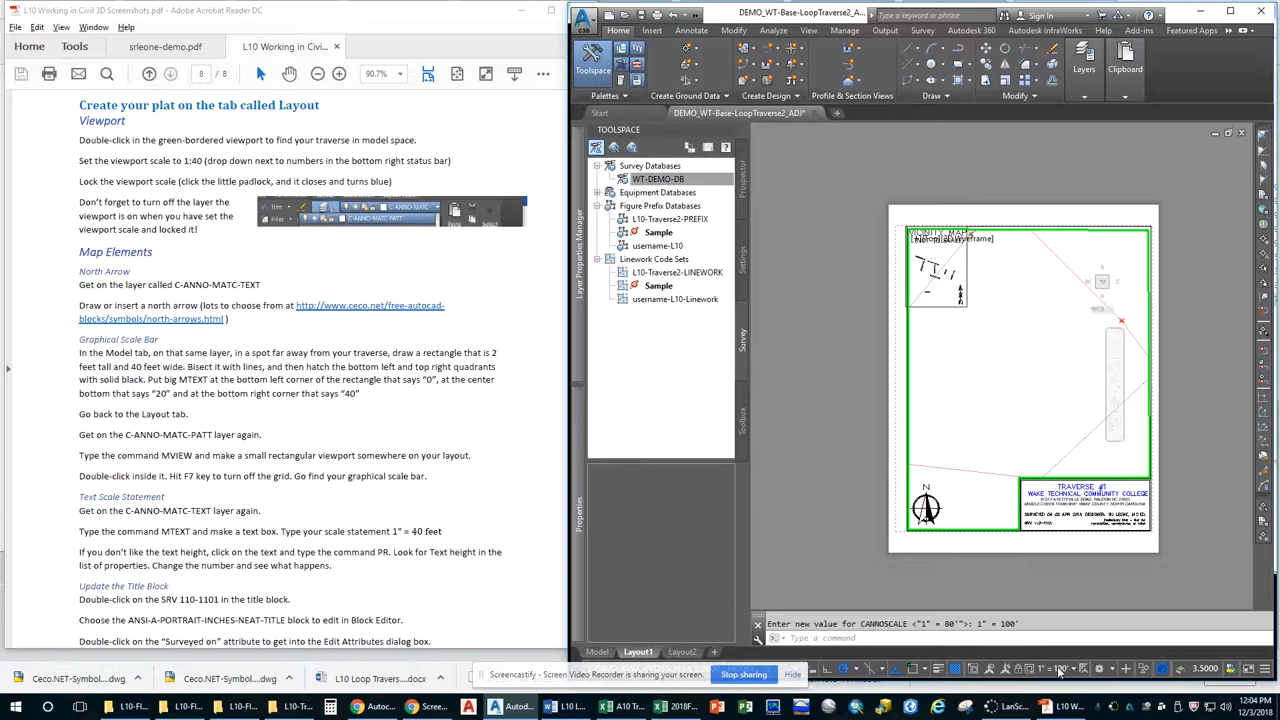 L10 Working in Civil 3D Screenshots.pdf - Adobe Acrobat Reader DC
File Edit View Window Help
Home Tools srleone-demo.pdf L10 Working in Civi... ×
8 / 8 90.7%
Create your plat on the tab called Layout
Viewport
Double-click in the green-bordered viewport to find your traverse in model space.
Set the viewport scale to 1:40 (drop down next to numbers in the bottom right status bar)
Lock the viewport scale (click the little padlock, and it closes and turns blue)
Don't forget to turn off the layer the
viewport is on when you have set the
viewport scale and locked it!
Trim C-ANNO-MATC-
Fillet C-ANNO-MATC-PATT Paste Select
Map Elements
North Arrow
Get on the layer called C-ANNO-MATC-TEXT
Draw or insert a north arrow (lots to choose from at http://www.ceco.net/free-autocad-
blocks/symbols/north-arrows.html )
Graphical Scale Bar
In the Model tab, on that same layer, in a spot far away from your traverse, draw a rectangle that is 2
feet tall and 40 feet wide. Bisect it with lines, and then hatch the bottom left and top right quadrants
with solid black. Put big MTEXT at the bottom left corner of the rectangle that says "0", at the center
bottom that says "20" and at the bottom right corner that says "40"
Go back to the Layout tab.
Get on the C-ANNO-MATC-PATT layer again.
Type the command MVIEW and make a small rectangular viewport somewhere on your layout.
Double-click inside it. Hit F7 key to turn off the grid. Go find your graphical scale bar.
Text Scale Statement
Get on the C-ANNO-MATC-TEXT layer again.
Type the command MTEXT and make a text box. Type your scale statement 1" = 40 feet
If you don't like the text height, click on the text and type the command PR. Look for Text height in the
list of properties. Change the number and see what happens.
Update the Title Block
Double-click on the SRV 110-1101 in the title block.
Choose the ANSI-A-PORTRAIT-INCHES-NEAT-TITLE block to edit in Block Editor.
Double-click on the "Surveyed on" attribute to get into the Edit Attributes dialog box.
C3D DEMO_WT-Base-LoopTraverse2_A... Type a keyword or phrase Sign In
Home Insert Annotate Modify Analyze View Manage Output Survey Autodesk 360 Autodesk InfraWorks Help Add-ins Featured Apps
Toolspace Layers Clipboard
Palettes Create Ground Data Create Design Profile & Section Views Draw Modify
Start DEMO_WT-Base-LoopTraverse2_ADJ*
TOOLSPACE
Survey Databases
WT-DEMO-DB
Equipment Databases
Figure Prefix Databases
L10-Traverse2-PREFIX
Sample
username-L10
Linework Code Sets
L10-Traverse2-LINEWORK
Sample
username-L10-Linework
Prospector
Settings
Survey
Toolbox
Layer Properties Manager
Properties
VICINITY MAP
N
TRAVERSE #1
WAKE TECHNICAL COMMUNITY COLLEGE
Enter new value for CANNOSCALE <"1" = 80'">: 1" = 100'
Type a command
Model Layout1 Layout2 +
1" = 100' 3.5000
Screencastify - Screen Video Recorder is sharing your screen. Stop sharing Hide
L10 Loop Travers....docx
12:04 PM
12/3/2018